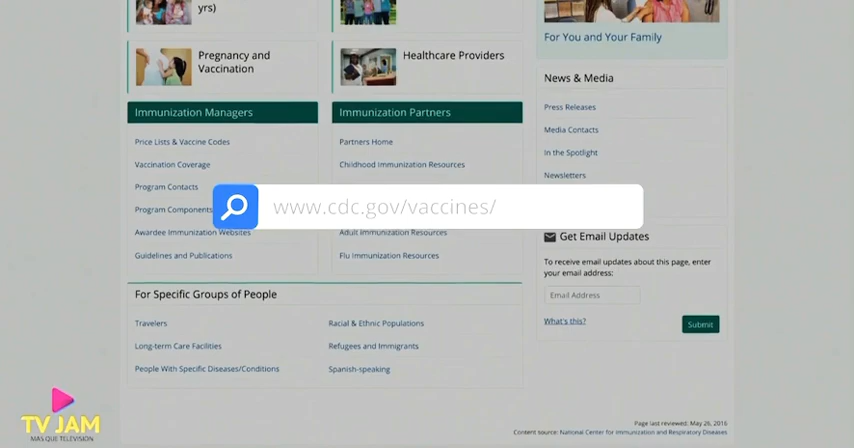 yrs)
Pregnancy and
Vaccination
Healthcare Providers
Immunization Managers
Price Lists & Vaccine Codes
Vaccination Coverage
Program Contacts
Program Components
Awardee Immunization Websites
Guidelines and Publications
Immunization Partners
Partners Home
Childhood Immunization Resources
www.cdc.gov/vaccines/
Adult Immunization Resources
Flu Immunization Resources
For Specific Groups of People
Travelers
Long-term Care Facilities
People With Specific Diseases/Conditions
Racial & Ethnic Populations
Refugees and Immigrants
Spanish-speaking
For You and Your Family
News & Media
Press Releases
Media Contacts
In the Spotlight
Newsletters
Get Email Updates
To receive email updates about this page, enter
your email address:
Email Address
What's this?
Submit
Page last reviewed: May 26, 2016
Content source: National Center for Immunization and Respiratory Diseases
TV JAM
MAS QUE TELEVISION